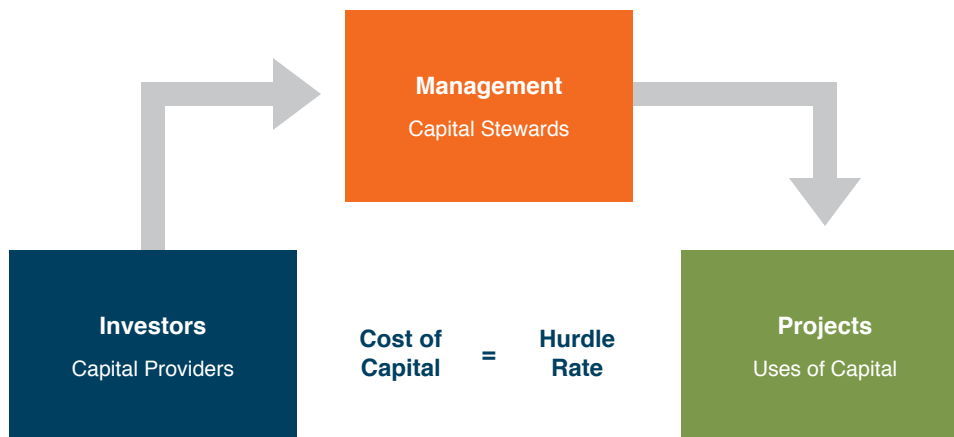 Management
Capital Stewards
Investors
Capital Providers
Cost of
Capital
=
Hurdle
Rate
Projects
Uses of Capital